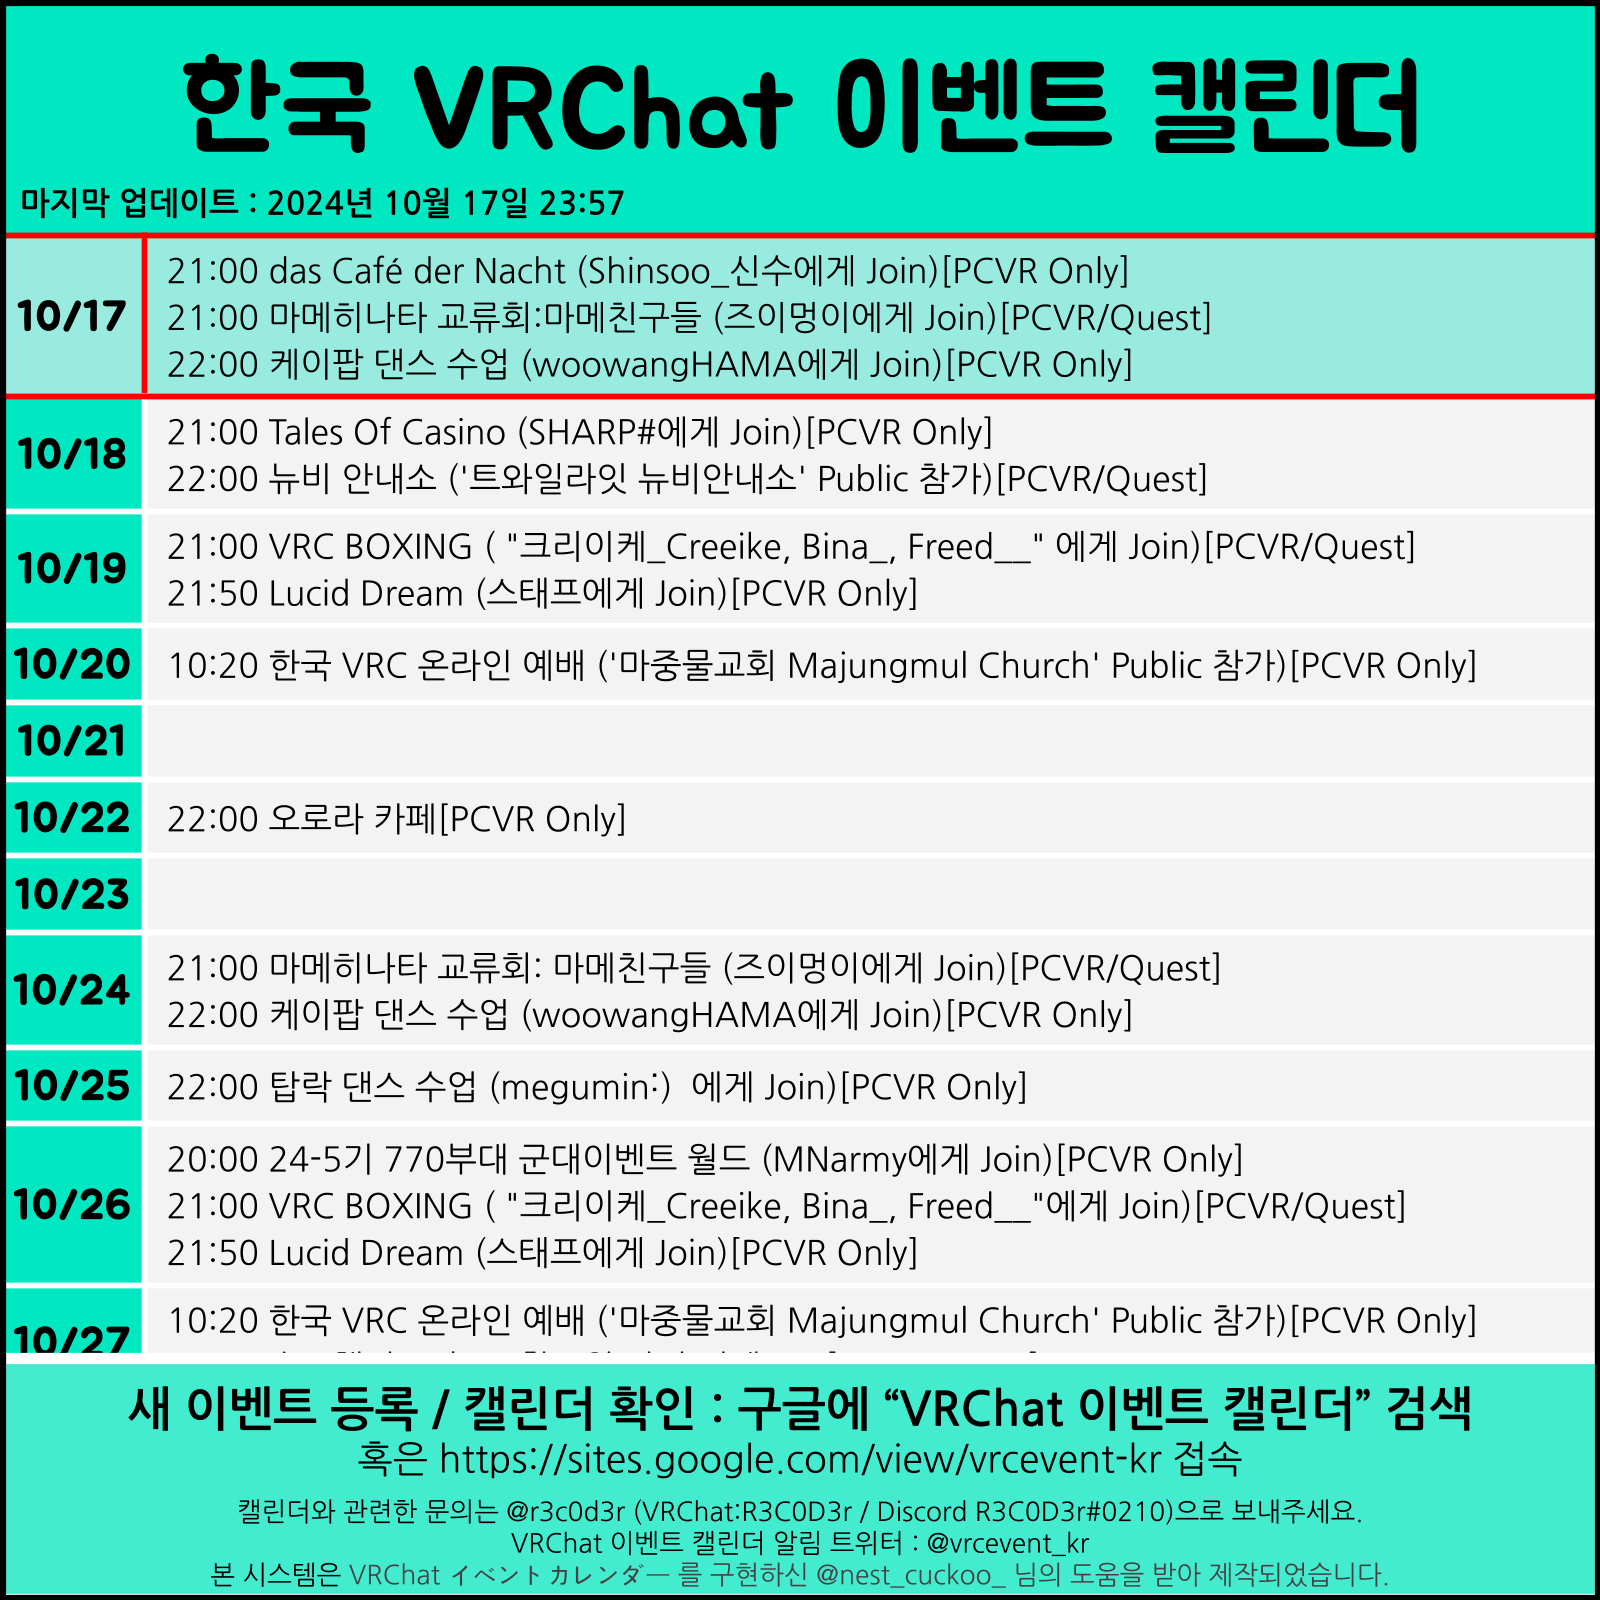 한국 VRChat 이벤트 캘린더
마지막 업데이트 : 2024년 10월 17일 23:57
10/17
21:00 das Café der Nacht (Shinsoo_신수에게 Join)[PCVR Only]
21:00 마메히나타 교류회:마메친구들 (즈이멍이에게 Join)[PCVR/Quest]
22:00 케이팝 댄스 수업 (woowangHAMA에게 Join)[PCVR Only]
10/18
21:00 Tales Of Casino (SHARP#에게 Join)[PCVR Only]
22:00 뉴비 안내소 ('트와일라잇 뉴비안내소' Public 참가)[PCVR/Quest]
10/19
21:00 VRC BOXING ( "크리이케_Creeike, Bina_, Freed__" 에게 Join)[PCVR/Quest]
21:50 Lucid Dream (스태프에게 Join)[PCVR Only]
10/20
10:20 한국 VRC 온라인 예배 ('마중물교회 Majungmul Church' Public 참가)[PCVR Only]
10/21
10/22
22:00 오로라 카페[PCVR Only]
10/23
10/24
21:00 마메히나타 교류회: 마메친구들 (즈이멍이에게 Join)[PCVR/Quest]
22:00 케이팝 댄스 수업 (woowangHAMA에게 Join)[PCVR Only]
10/25
22:00 탑락 댄스 수업 (megumin:)  에게 Join)[PCVR Only]
10/26
20:00 24-5기 770부대 군대이벤트 월드 (MNarmy에게 Join)[PCVR Only]
21:00 VRC BOXING ( "크리이케_Creeike, Bina_, Freed__"에게 Join)[PCVR/Quest]
21:50 Lucid Dream (스태프에게 Join)[PCVR Only]
10/27
10:20 한국 VRC 온라인 예배 ('마중물교회 Majungmul Church' Public 참가)[PCVR Only]
새 이벤트 등록 / 캘린더 확인 : 구글에 “VRChat 이벤트 캘린더” 검색
혹은 https://sites.google.com/view/vrcevent-kr 접속
캘린더와 관련한 문의는 @r3c0d3r (VRChat:R3C0D3r / Discord R3C0D3r#0210)으로 보내주세요.
VRChat 이벤트 캘린더 알림 트위터 : @vrcevent_kr
본 시스템은 VRChat イベントカレンダー 를 구현하신 @nest_cuckoo_ 님의 도움을 받아 제작되었습니다.